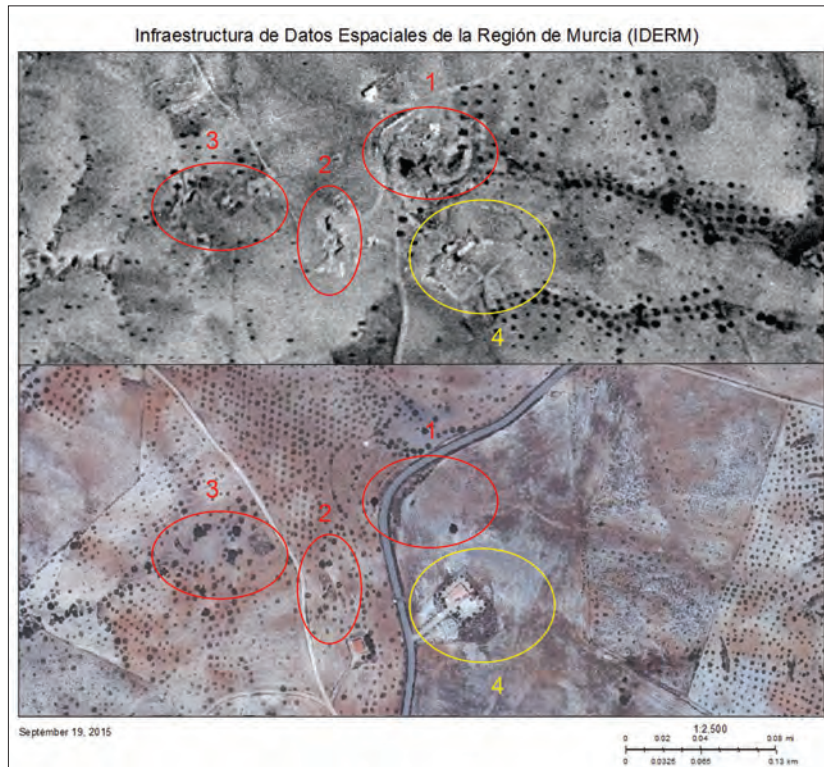 Infraestructura de Datos Espaciales de la Región de Murcia (IDERM)
1
3
2
4
1
3
2
4
September 19, 2015
1:2,500
0 0.02 0.04 0.08 mi
0 0.0325 0.065 0.13 km